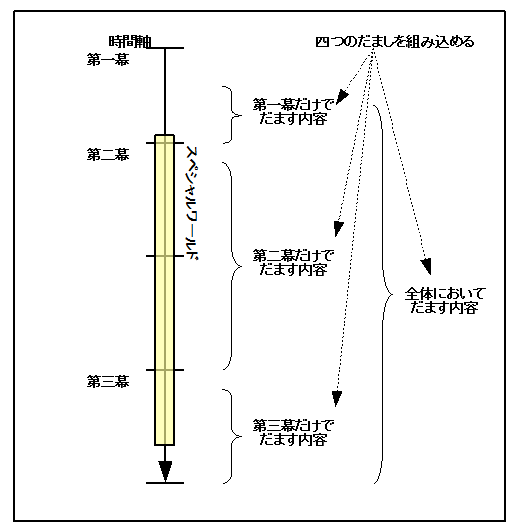 時間軸
四つのだましを組み込める
第一幕
第一幕だけで
だます内容
第二幕
スペシャルワールド
第二幕だけで
だます内容
全体において
だます内容
第三幕
第三幕だけで
だます内容